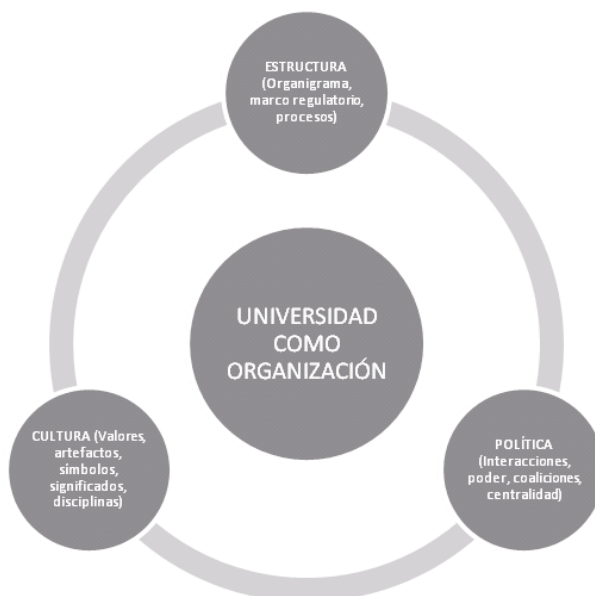 ESTRUCTURA
(Organigrama,
marco regulatorio,
procesos)
UNIVERSIDAD
COMO
ORGANIZACIÓN
CULTURA (Valores,
artefactos,
símbolos,
significados,
disciplinas)
POLÍTICA
(Interacciones,
poder, coaliciones,
centralidad)